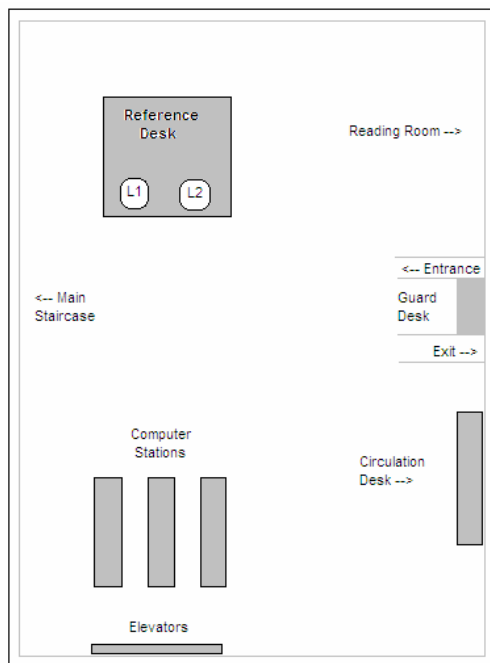 Reference
Desk
L1
L2
Reading Room -->
<-- Entrance
<-- Main
Staircase
Guard
Desk
Exit -->
Computer
Stations
Circulation
Desk -->
Elevators